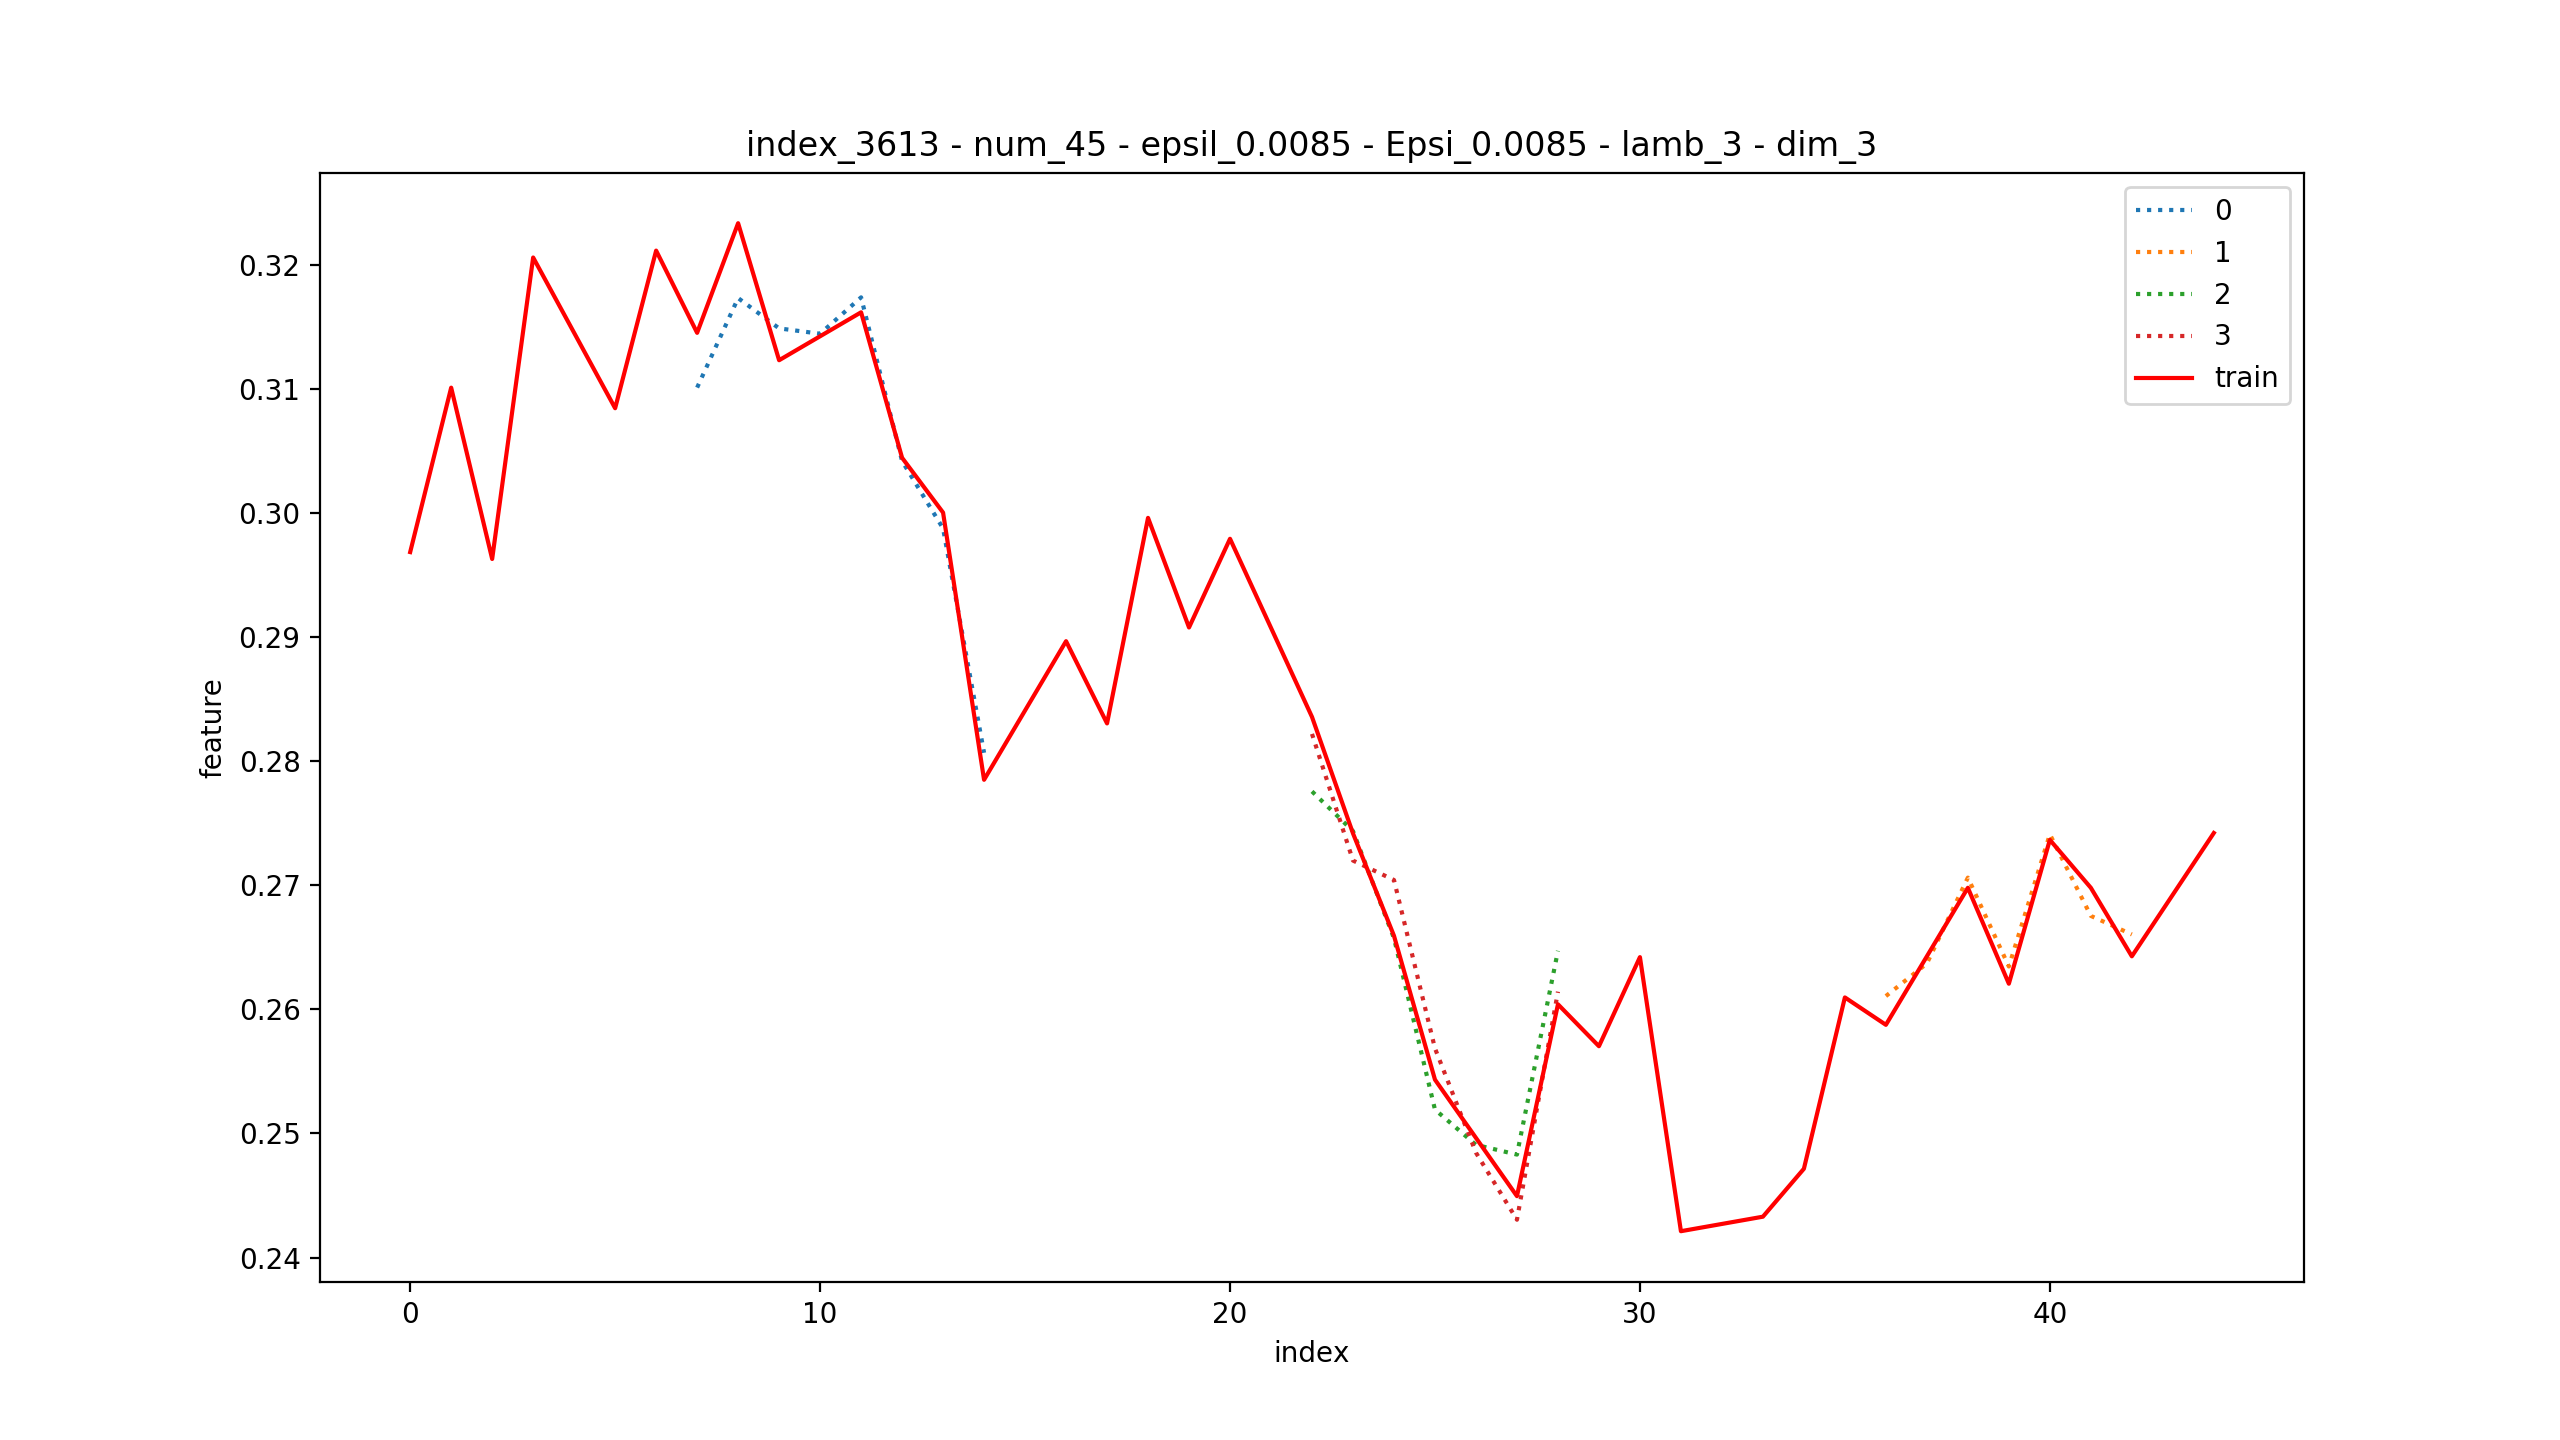 index_3613 - num_45 - epsil_0.0085 - Epsi_0.0085 - lamb_3 - dim_3
0
1
2
3
train
0.32
0.31
0.30
0.29
0.28
0.27
0.26
0.25
0.24
feature
0 10 20 30 40
index